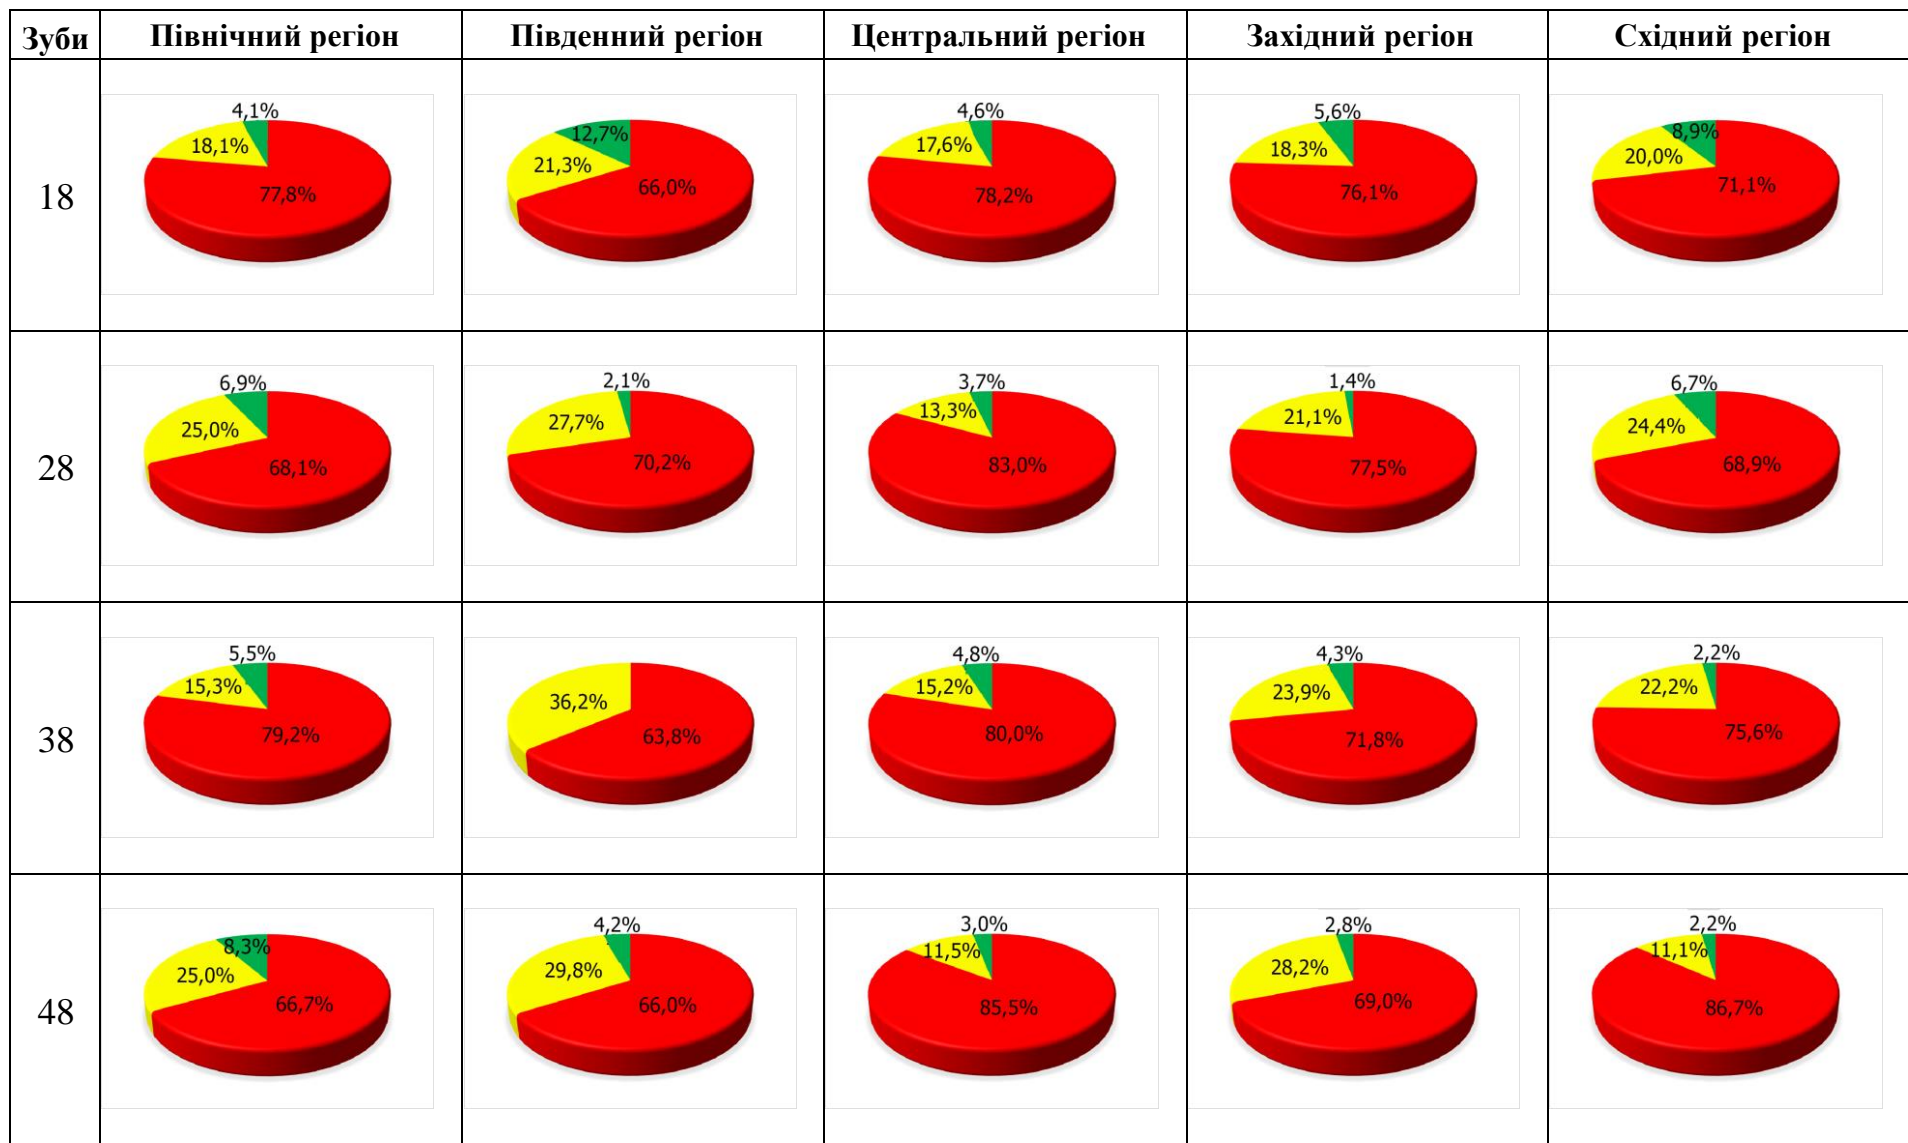 Зуби Північний регіон Південний регіон Центральний регіон Західний регіон Східний регіон
18
4,1% 18,1% 77,8%
12,7% 21,3% 66,0%
4,6% 17,6% 78,2%
5,6% 18,3% 76,1%
8,9% 20,0% 71,1%
28
6,9% 25,0% 68,1%
2,1% 27,7% 70,2%
3,7% 13,3% 83,0%
1,4% 21,1% 77,5%
6,7% 24,4% 68,9%
38
5,5% 15,3% 79,2%
36,2% 63,8%
4,8% 15,2% 80,0%
4,3% 23,9% 71,8%
2,2% 22,2% 75,6%
48
8,3% 25,0% 66,7%
4,2% 29,8% 66,0%
3,0% 11,5% 85,5%
2,8% 28,2% 69,0%
2,2% 11,1% 86,7%